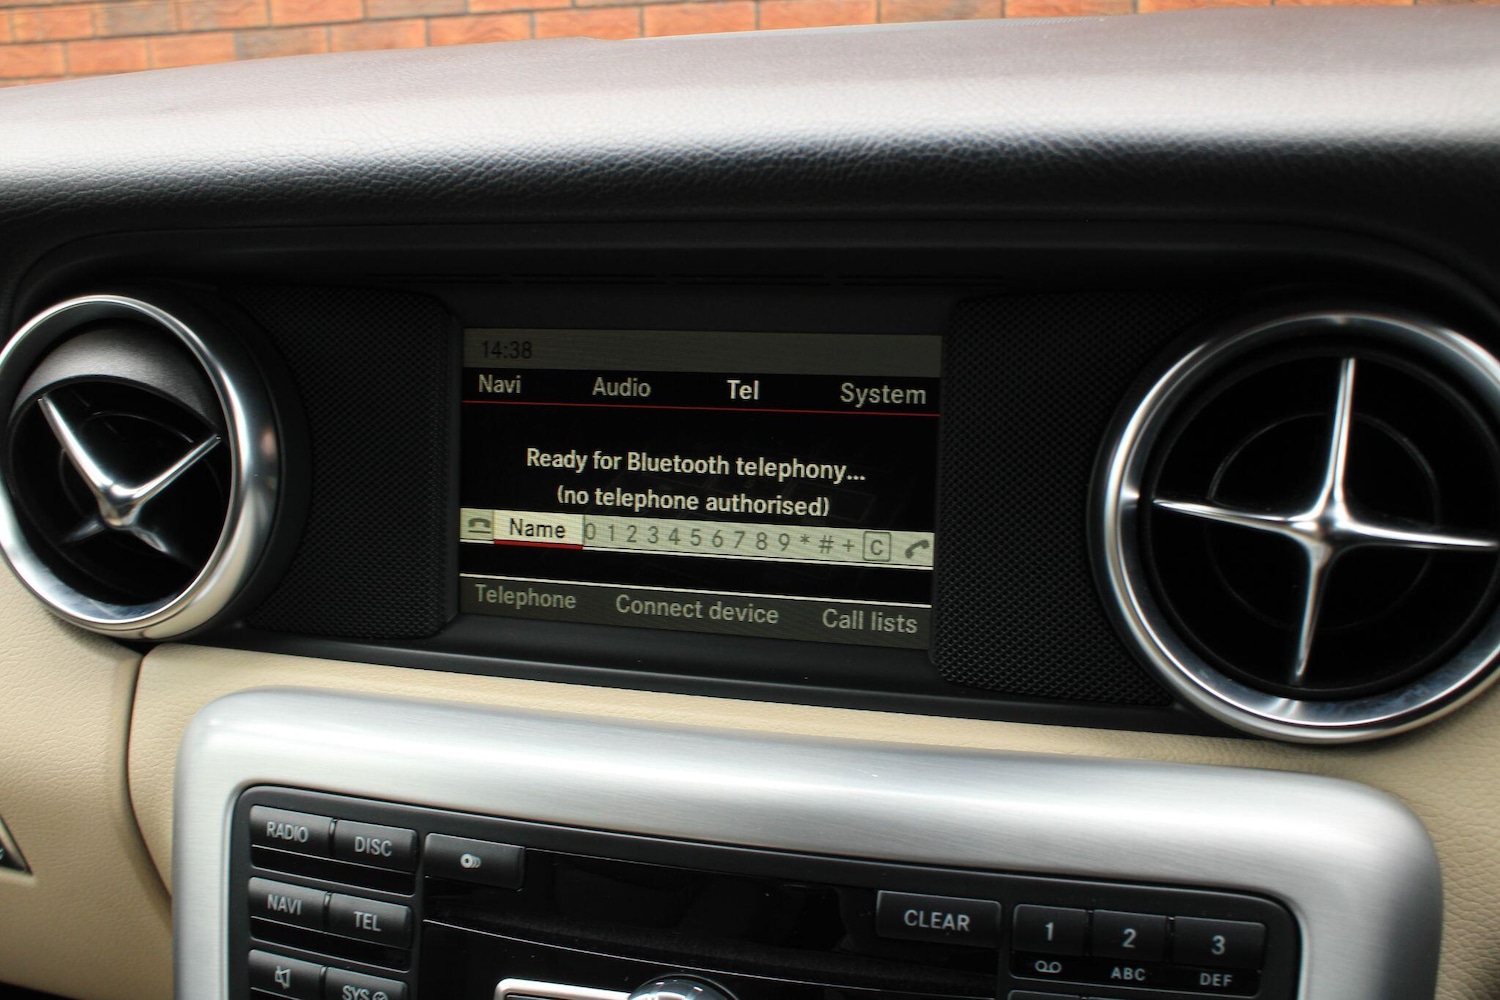 14:38
Navi Audio Tel System
Ready for Bluetooth telephony...
(no telephone authorised)
Name 0 1 2 3 4 5 6 7 8 9 * # + C
Telephone Connect device Call lists
RADIO DISC
NAVI TEL
CLEAR 1 2 3
ABC DEF
SYS